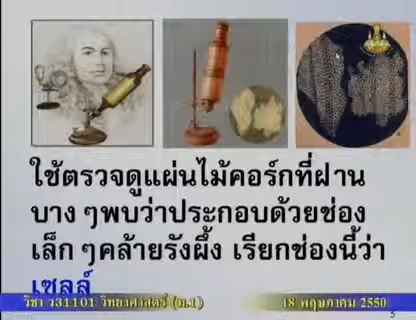 ใช้ตรวจดูแผ่นไม้คอร์กที่ฝาน
บาง ๆพบว่าประกอบด้วยช่อง
เล็ก ๆคล้ายรังผึ้ง เรียกช่องนี้ว่า
เซลล์
วิชา ว31101 วิทยาศาสตร์ (ม.1) 18 พฤษภาคม 2550
5